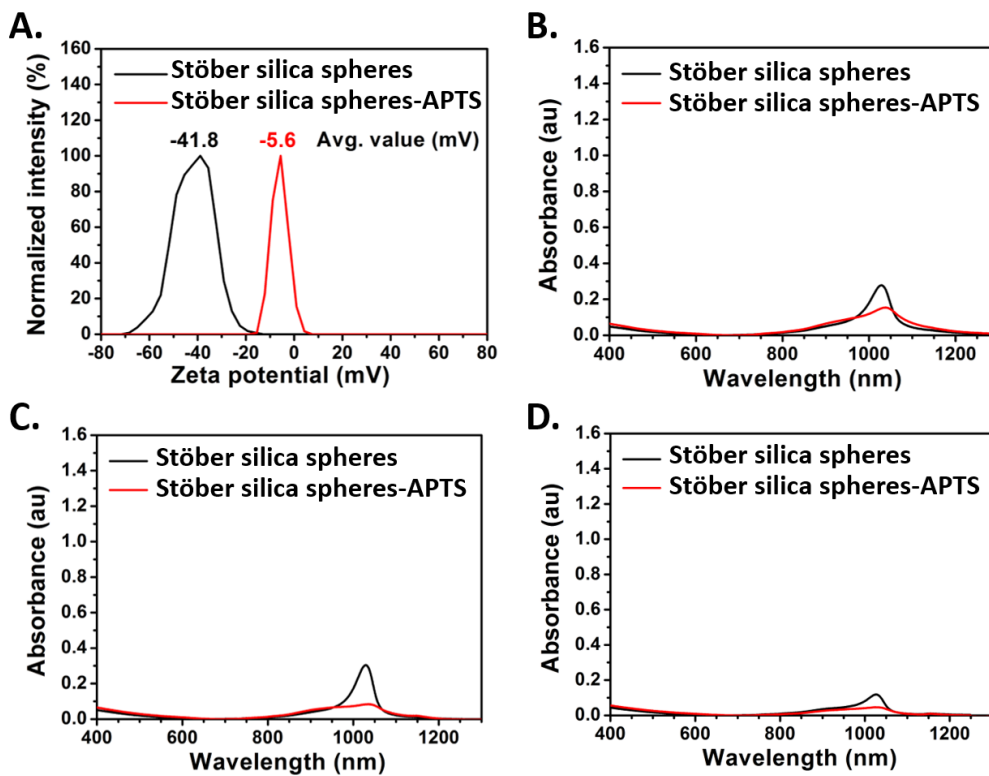 A.
160
140
120
100
80
60
40
20
0
Normalized intensity (%)
Stöber silica spheres
Stöber silica spheres-APTS
-41.8
-5.6
Avg. value (mV)
-80 -60 -40 -20 0 20 40 60 80
Zeta potential (mV)
B.
1.6
1.4
1.2
1.0
0.8
0.6
0.4
0.2
0.0
Absorbance (au)
Stöber silica spheres
Stöber silica spheres-APTS
400 600 800 1000 1200
Wavelength (nm)
C.
1.6
1.4
1.2
1.0
0.8
0.6
0.4
0.2
0.0
Absorbance (au)
Stöber silica spheres
Stöber silica spheres-APTS
400 600 800 1000 1200
Wavelength (nm)
D.
1.6
1.4
1.2
1.0
0.8
0.6
0.4
0.2
0.0
Absorbance (au)
Stöber silica spheres
Stöber silica spheres-APTS
400 600 800 1000 1200
Wavelength (nm)